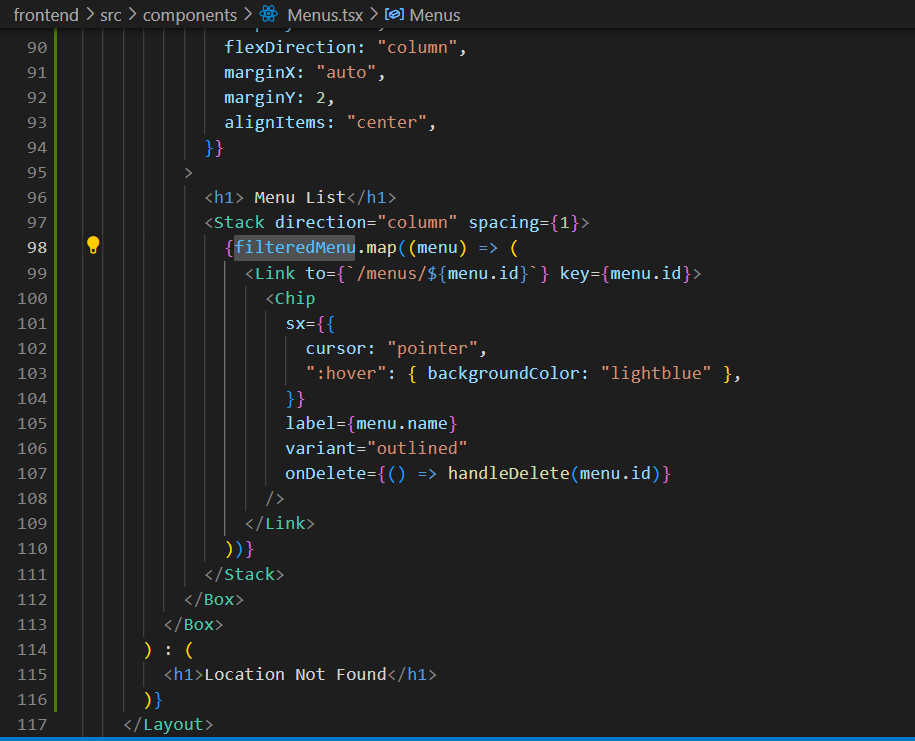 frontend > src > components > Menus.tsx > Menus
90 flexDirection: "column",
91 marginX: "auto",
92 marginY: 2,
93 alignItems: "center",
94 }}
95 >
96 <h1> Menu List</h1>
97 <Stack direction="column" spacing={1}>
98 {filteredMenu.map((menu) => (
99 <Link to={`/menus/${menu.id}`} key={menu.id}>
100 <Chip
101 sx={{
102 cursor: "pointer",
103 ":hover": { backgroundColor: "lightblue" },
104 }}
105 label={menu.name}
106 variant="outlined"
107 onDelete={() => handleDelete(menu.id)}
108 />
109 </Link>
110 ))}
111 </Stack>
112 </Box>
113 </Box>
114 ) : (
115 <h1>Location Not Found</h1>
116 )}
117 </Layout>